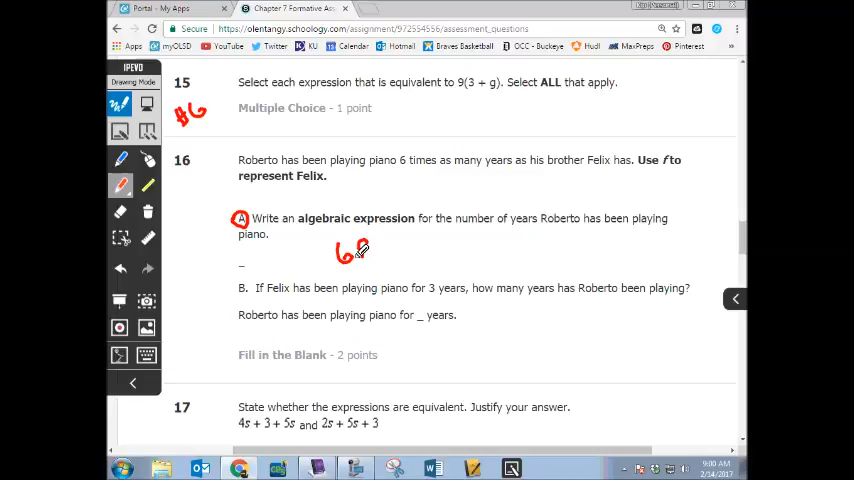 Portal - My Apps
Chapter 7 Formative Ass
https://olentangy.schoology.com/assignment/972554556/assessment_questions
Apps myOLSD YouTube Twitter KU Calendar Hotmail Braves Basketball OCC - Buckeye Hudl MaxPreps Pinterest
IPEVO
Drawing Mode
15 Select each expression that is equivalent to 9(3 + g). Select ALL that apply.
#6 Multiple Choice - 1 point
16 Roberto has been playing piano 6 times as many years as his brother Felix has. Use f to
represent Felix.
A Write an algebraic expression for the number of years Roberto has been playing
piano.
6
_
B. If Felix has been playing piano for 3 years, how many years has Roberto been playing?
Roberto has been playing piano for _ years.
Fill in the Blank - 2 points
17 State whether the expressions are equivalent. Justify your answer.
4s + 3 + 5s and 2s + 5s + 3
9:00 AM
2/14/2017